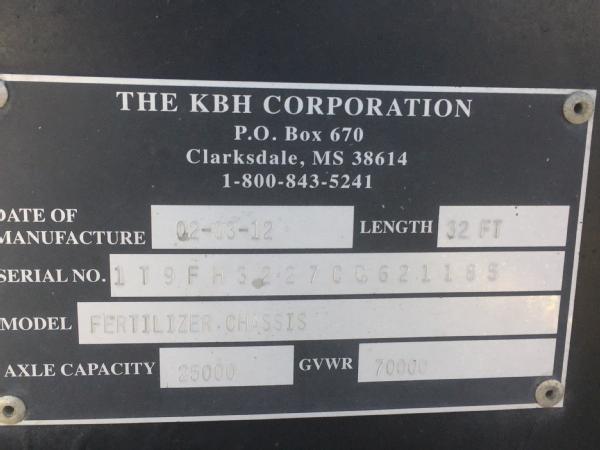 THE KBH CORPORATION
P.O. Box 670
Clarksdale, MS 38614
1-800-843-5241
DATE OF MANUFACTURE 02-03-12 LENGTH 32 FT
SERIAL NO.
MODEL FERTILIZER CHASSIS
AXLE CAPACITY 25000 GVWR 70000